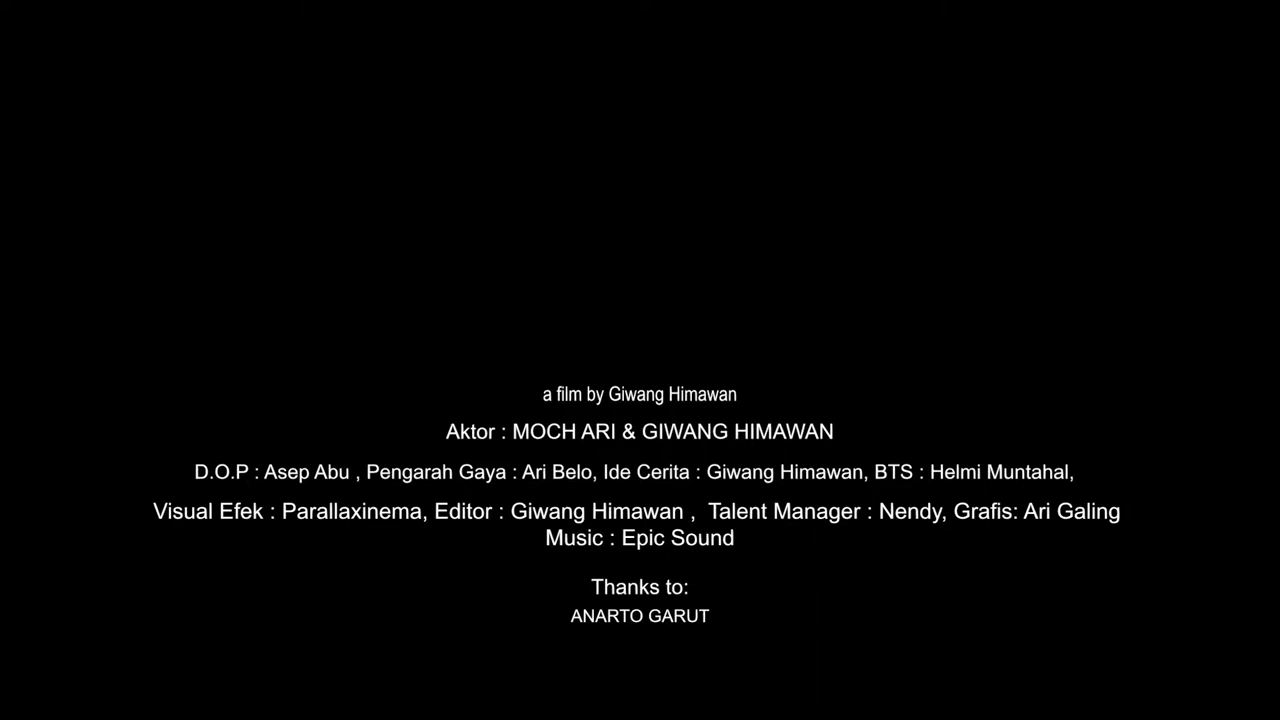 a film by Giwang Himawan
Aktor : MOCH ARI & GIWANG HIMAWAN
D.O.P : Asep Abu , Pengarah Gaya : Ari Belo, Ide Cerita : Giwang Himawan, BTS : Helmi Muntahal,
Visual Efek : Parallaxinema, Editor : Giwang Himawan ,  Talent Manager : Nendy, Grafis: Ari Galing
Music : Epic Sound
Thanks to:
ANARTO GARUT